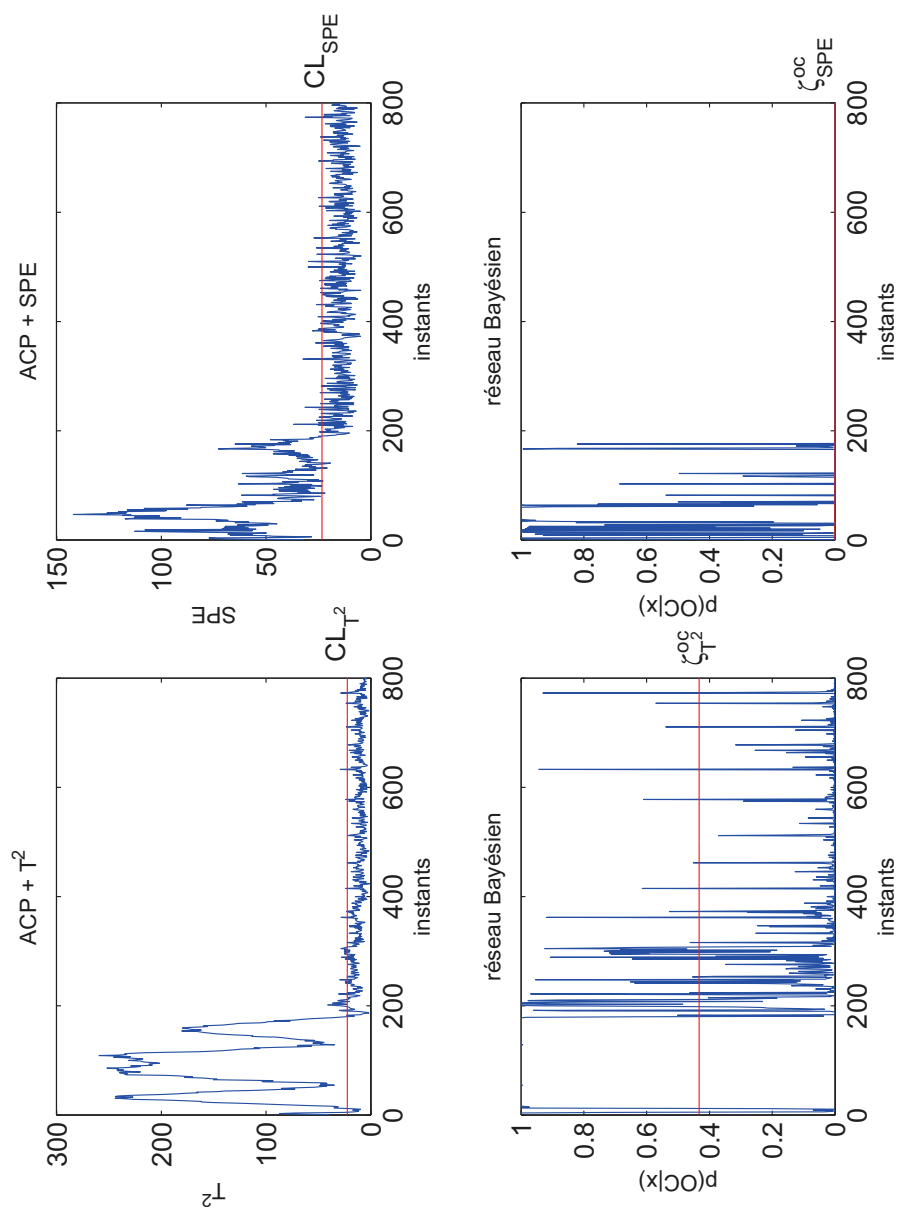 ACP + T²
T²
300
200
100
0
0 200 400 600 800
instants
CL_T²
ACP + SPE
SPE
150
100
50
0
0 200 400 600 800
instants
CL_SPE
réseau Bayésien
p(OC|x)
1
0.8
0.6
0.4
0.2
0
0 200 400 600 800
instants
ζ^oc_T²
réseau Bayésien
p(OC|x)
1
0.8
0.6
0.4
0.2
0
0 200 400 600 800
instants
ζ^oc_SPE